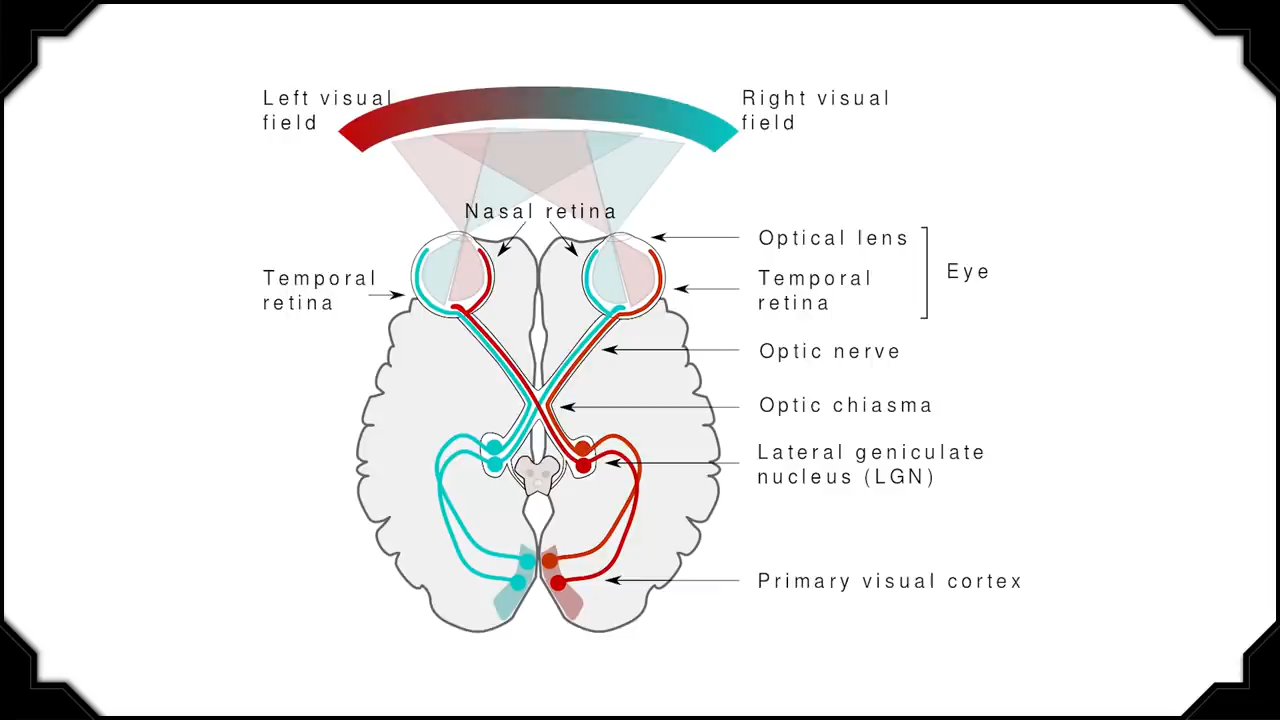 Left visual
field
Right visual
field
Nasal retina
Temporal
retina
Optical lens
Temporal
retina
Eye
Optic nerve
Optic chiasma
Lateral geniculate
nucleus (LGN)
Primary visual cortex